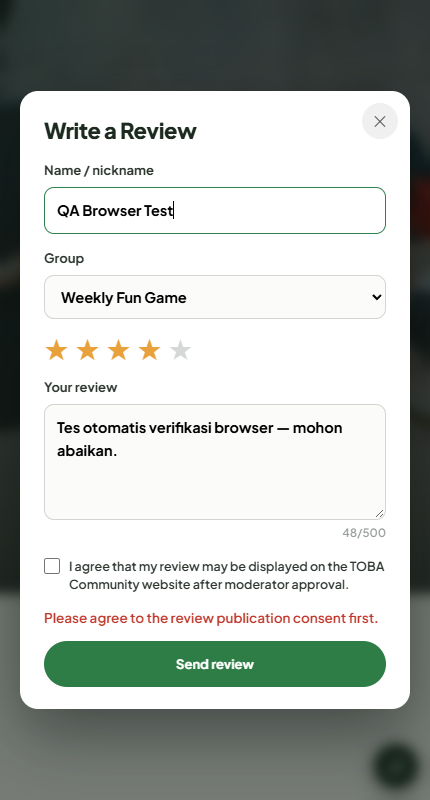 Write a Review
Name / nickname
QA Browser Test
Group
Weekly Fun Game
Your review
Tes otomatis verifikasi browser — mohon
abaikan.
48/500
I agree that my review may be displayed on the TOBA
Community website after moderator approval.
Please agree to the review publication consent first.
Send review